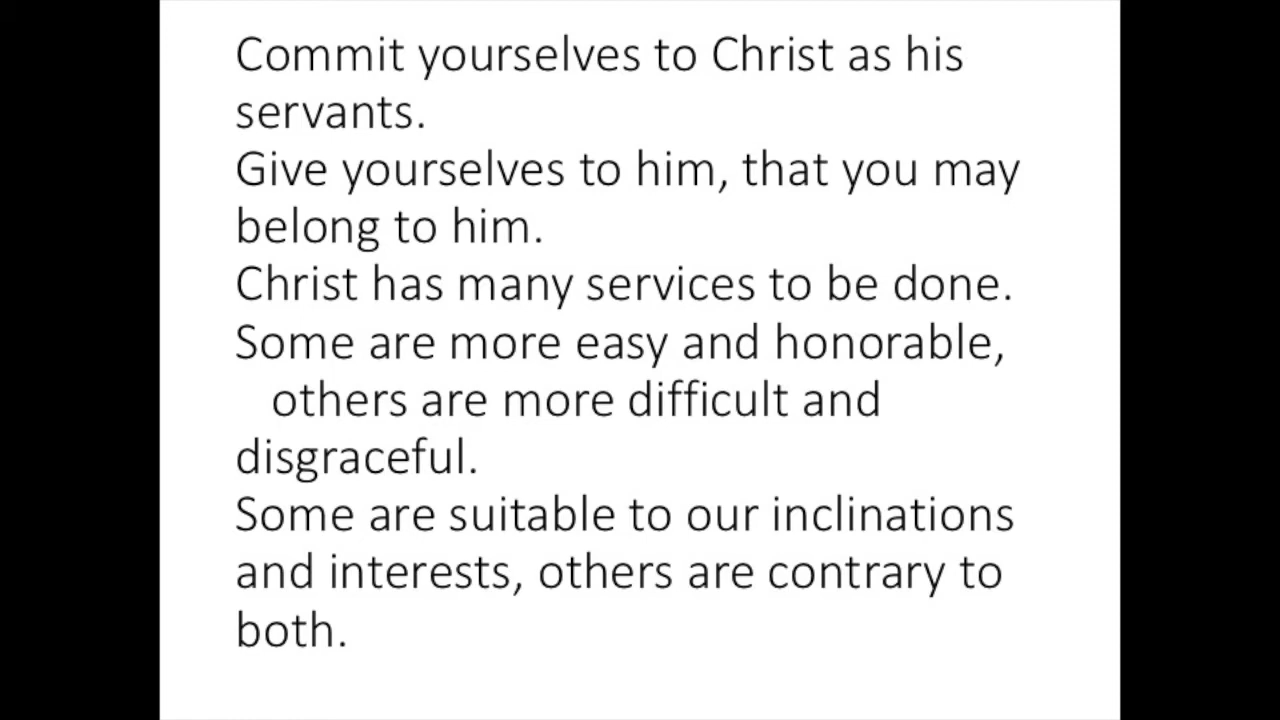 Commit yourselves to Christ as his
servants.
Give yourselves to him, that you may
belong to him.
Christ has many services to be done.
Some are more easy and honorable,
others are more difficult and
disgraceful.
Some are suitable to our inclinations
and interests, others are contrary to
both.